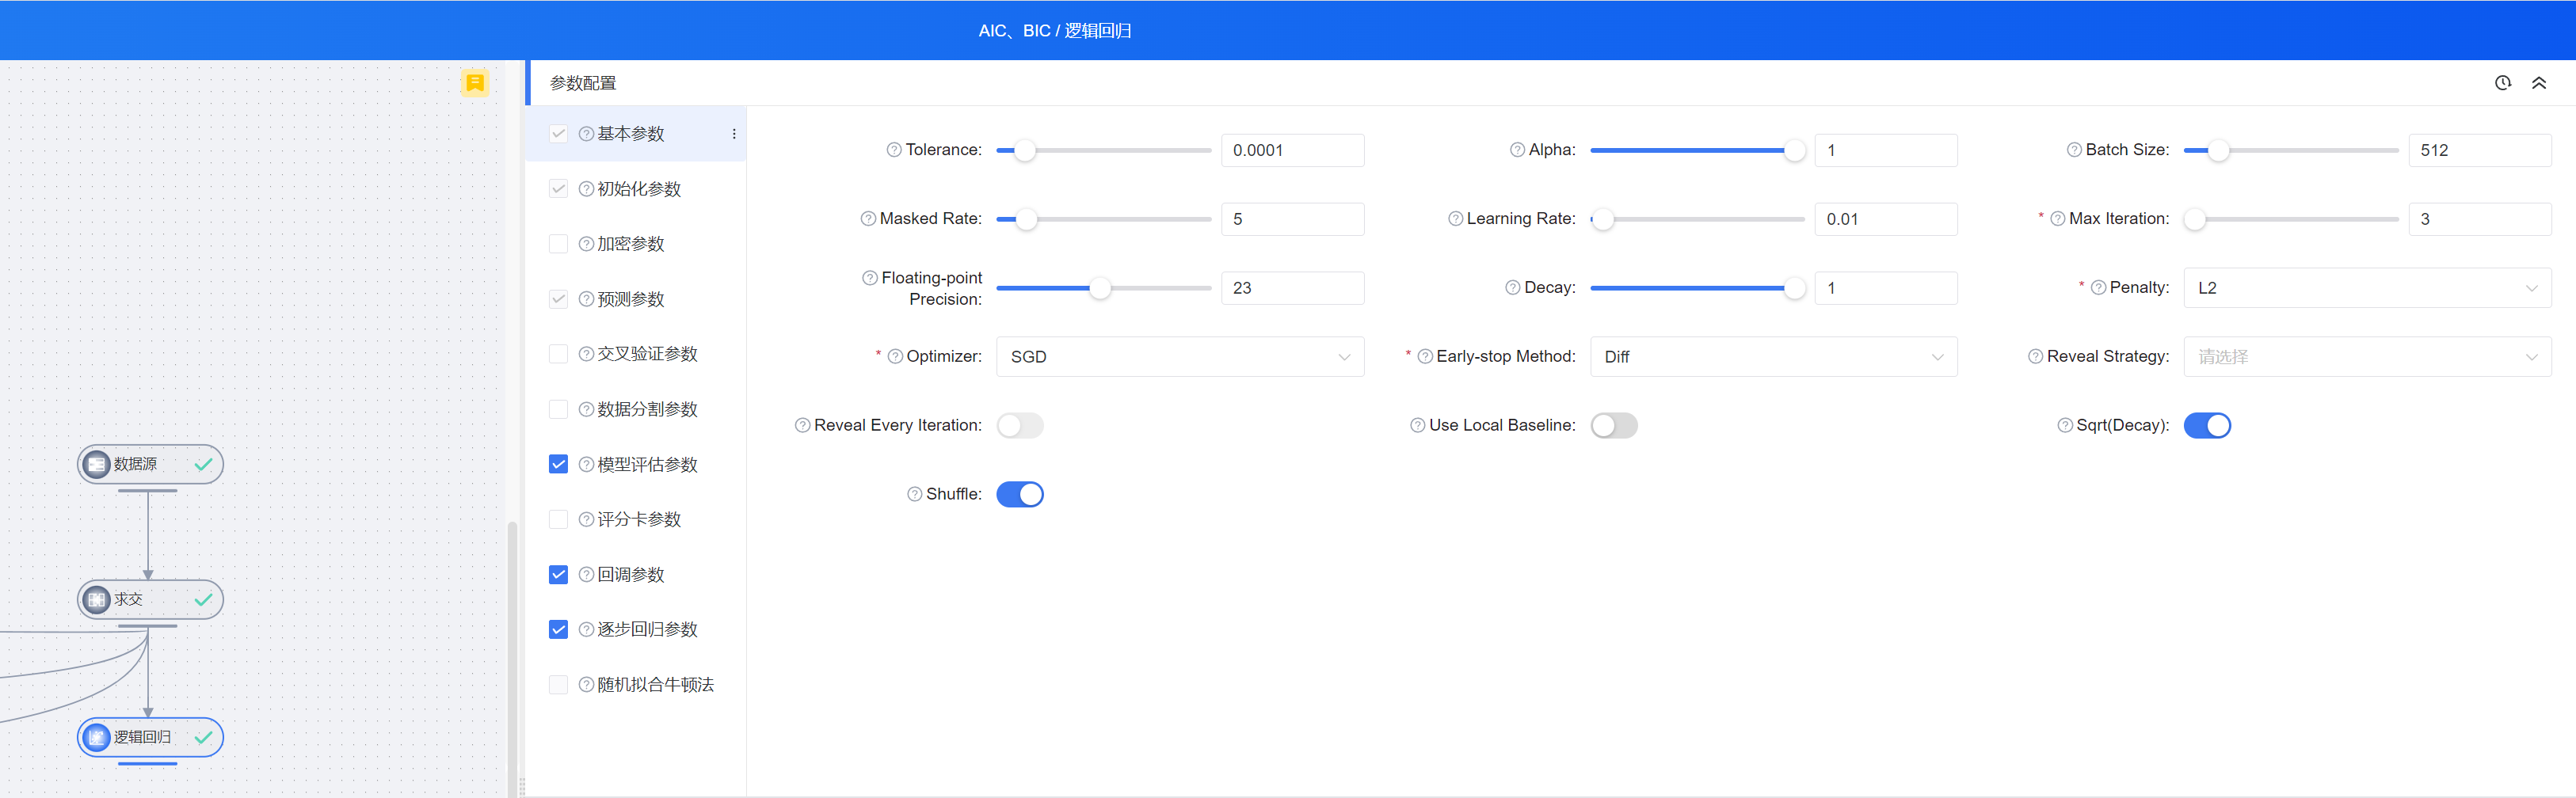 AIC、BIC / 逻辑回归
参数配置
基本参数
初始化参数
加密参数
预测参数
交叉验证参数
数据分割参数
模型评估参数
评分卡参数
回调参数
逐步回归参数
随机拟合牛顿法
Tolerance: 0.0001
Alpha: 1
Batch Size: 512
Masked Rate: 5
Learning Rate: 0.01
* Max Iteration: 3
Floating-point
Precision: 23
Decay: 1
* Penalty: L2
* Optimizer: SGD
* Early-stop Method: Diff
Reveal Strategy: 请选择
Reveal Every Iteration:
Use Local Baseline:
Sqrt(Decay):
Shuffle:
数据源
求交
逻辑回归